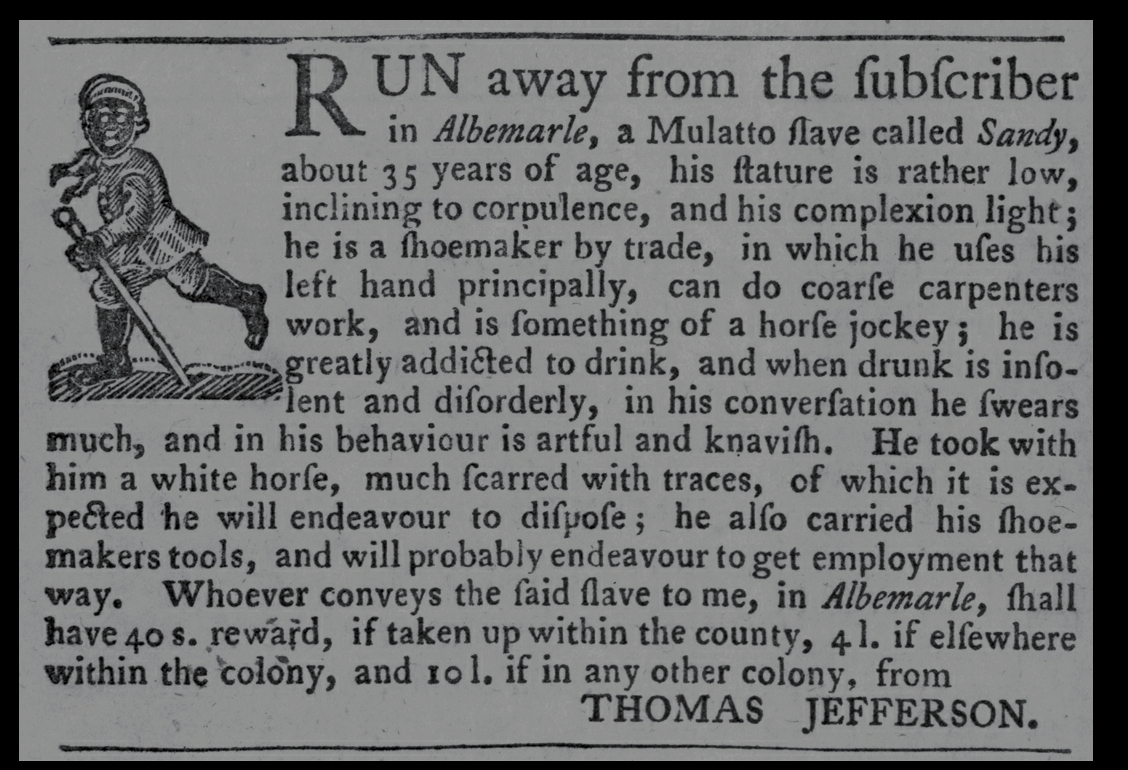 RUN away from the ſubſcriber
in Albemarle, a Mulatto ſlave called Sandy,
about 35 years of age, his ſtature is rather low,
inclining to corpulence, and his complexion light;
he is a ſhoemaker by trade, in which he uſes his
left hand principally, can do coarſe carpenters
work, and is ſomething of a horſe jockey; he is
greatly addicted to drink, and when drunk is inſo-
lent and diſorderly, in his converſation he ſwears
much, and in his behaviour is artful and knaviſh. He took with
him a white horſe, much ſcarred with traces, of which it is ex-
pected he will endeavour to diſpoſe; he alſo carried his ſhoe-
makers tools, and will probably endeavour to get employment that
way. Whoever conveys the ſaid ſlave to me, in Albemarle, ſhall
have 40 s. reward, if taken up within the county, 4 l. if elſewhere
within the colony, and 10 l. if in any other colony, from
THOMAS JEFFERSON.